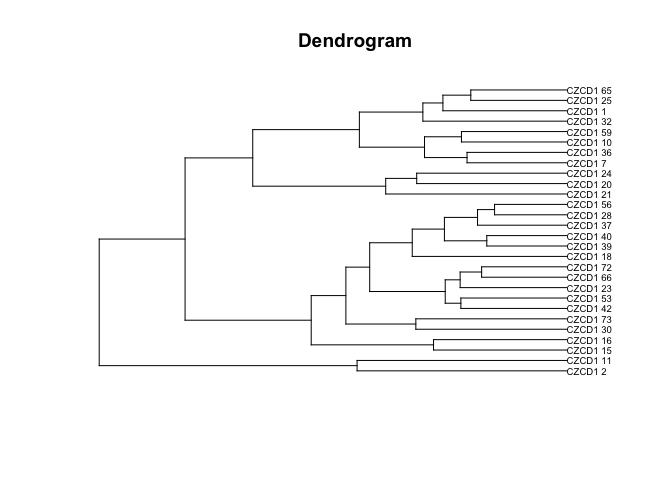 Dendrogram
CZCD1 65
CZCD1 25
CZCD1 1
CZCD1 32
CZCD1 59
CZCD1 10
CZCD1 36
CZCD1 7
CZCD1 24
CZCD1 20
CZCD1 21
CZCD1 56
CZCD1 28
CZCD1 37
CZCD1 40
CZCD1 39
CZCD1 18
CZCD1 72
CZCD1 66
CZCD1 23
CZCD1 53
CZCD1 42
CZCD1 73
CZCD1 30
CZCD1 16
CZCD1 15
CZCD1 11
CZCD1 2